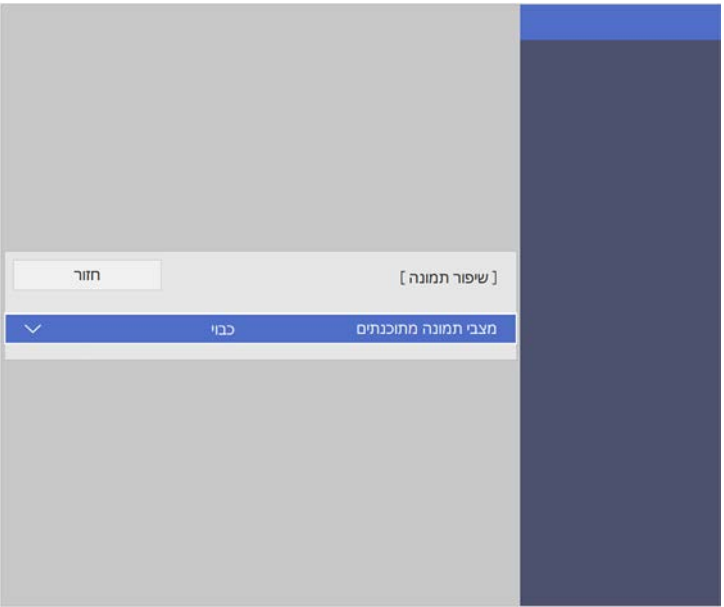 [ שיפור תמונה ]
חזור
מצבי תמונה מתוכנתים כבוי